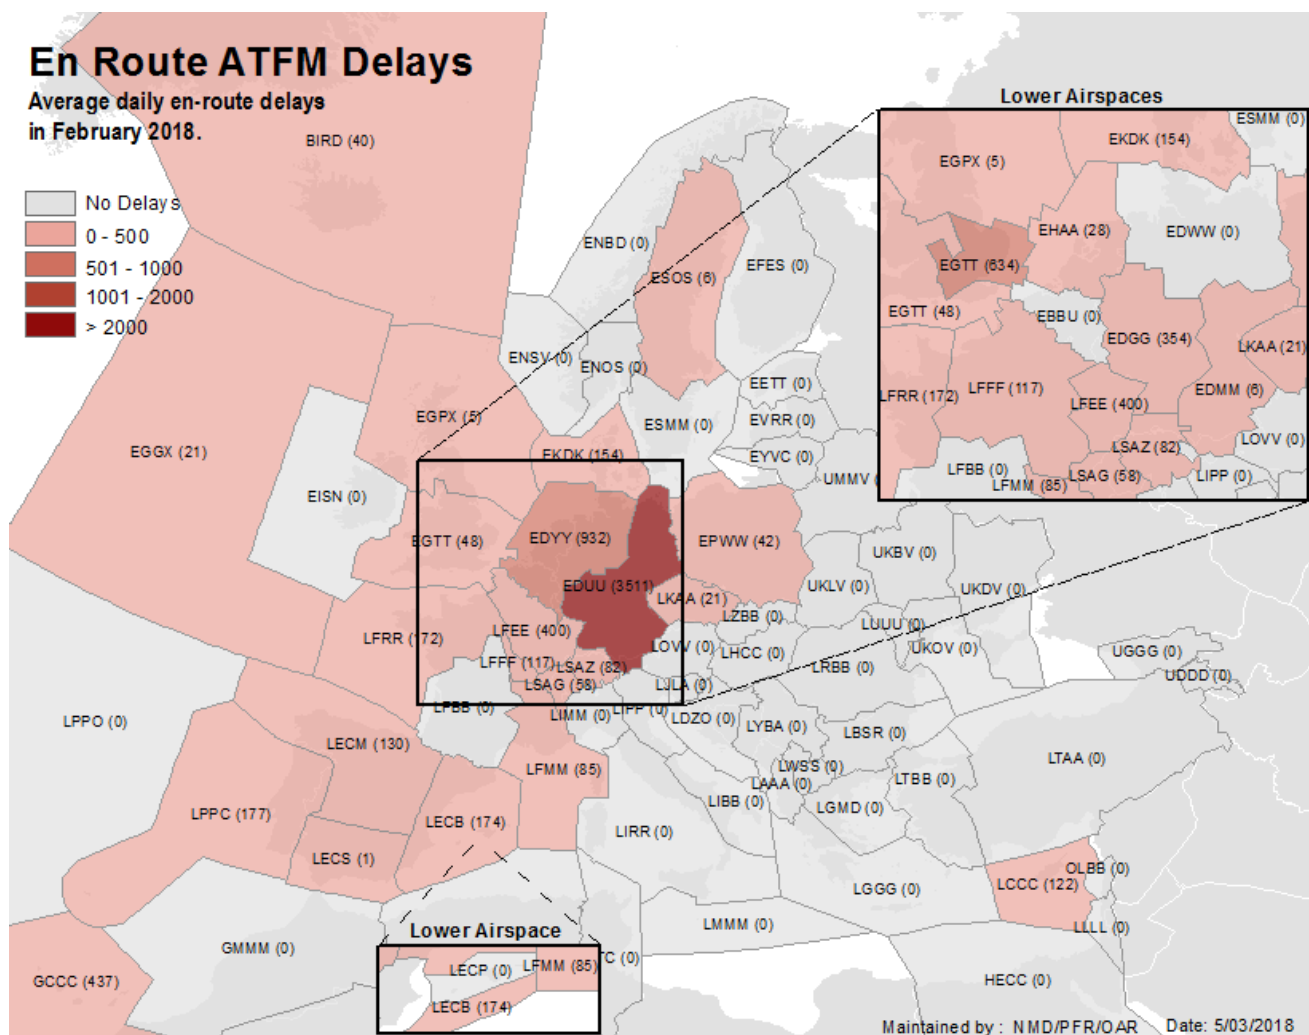 En Route ATFM Delays
Average daily en-route delays
in February 2018.
No Delays
0 - 500
501 - 1000
1001 - 2000
> 2000
Lower Airspaces
ESMM (0)
EKDK (154)
EGPX (5)
EHAA (28)
EDWW (0)
EGTT (634)
EGTT (48)
EBBU (0)
EDGG (354)
LKAA (21)
LFRR (172)
LFFF (117)
LFEE (400)
EDMM (6)
LSAZ (82)
LOVV (0)
LFBB (0)
LFMM (85)
LSAG (58)
LIPP (0)
BIRD (40)
ENBD (0)
ESOS (6)
EFES (0)
ENSV (0)
ENOS (0)
EETT (0)
EGPX (5)
ESMM (0)
EVRR (0)
EGGX (21)
EKDK (154)
EYVC (0)
UMMV
EISN (0)
EGTT (48)
EDYY (932)
EPWW (42)
UKBV (0)
UKLV (0)
UKDV (0)
EDUU (3511)
LKAA (21)
LZBB (0)
LUUU (0)
LFRR (172)
LFEE (400)
LOVV (0)
LHCC (0)
LRBB (0)
UKOV (0)
UGGG (0)
LFFF (117)
LSAZ (82)
UDDD (0)
LSAG (58)
LJLA (0)
LPPO (0)
LFBB (0)
LIMM (0)
LIPP (0)
LDZO (0)
LYBA (0)
LBSR (0)
LECM (130)
LFMM (85)
LWSS (0)
LTAA (0)
LAAA (0)
LTBB (0)
LPPC (177)
LECB (174)
LIBB (0)
LGMD (0)
LIRR (0)
LECS (1)
OLBB (0)
LGGG (0)
LCCC (122)
LMMM (0)
LLLL (0)
GMMM (0)
TC (0)
HECC (0)
GCCC (437)
Lower Airspace
LECP (0)
LFMM (85)
LECB (174)
Maintained by : NMD/PFR/OAR Date: 5/03/2018